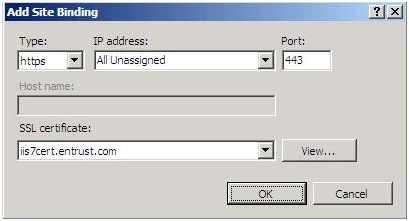 Add Site Binding
Type: IP address: Port:
https All Unassigned 443
Host name:
SSL certificate:
iis7cert.entrust.com View...
OK Cancel